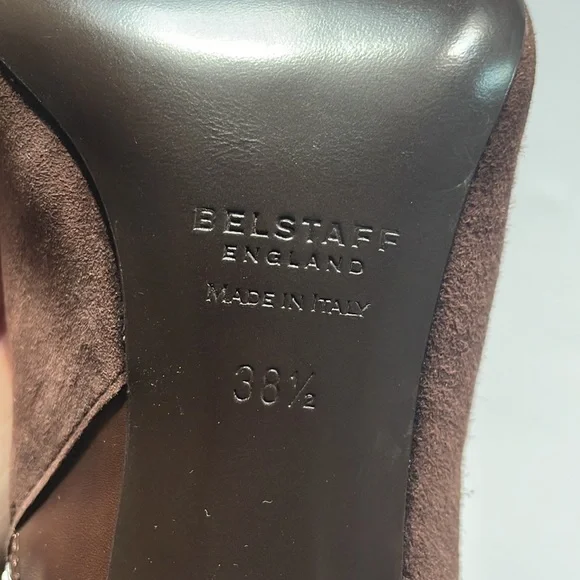 BELSTAFF
ENGLAND
MADE IN ITALY
38½